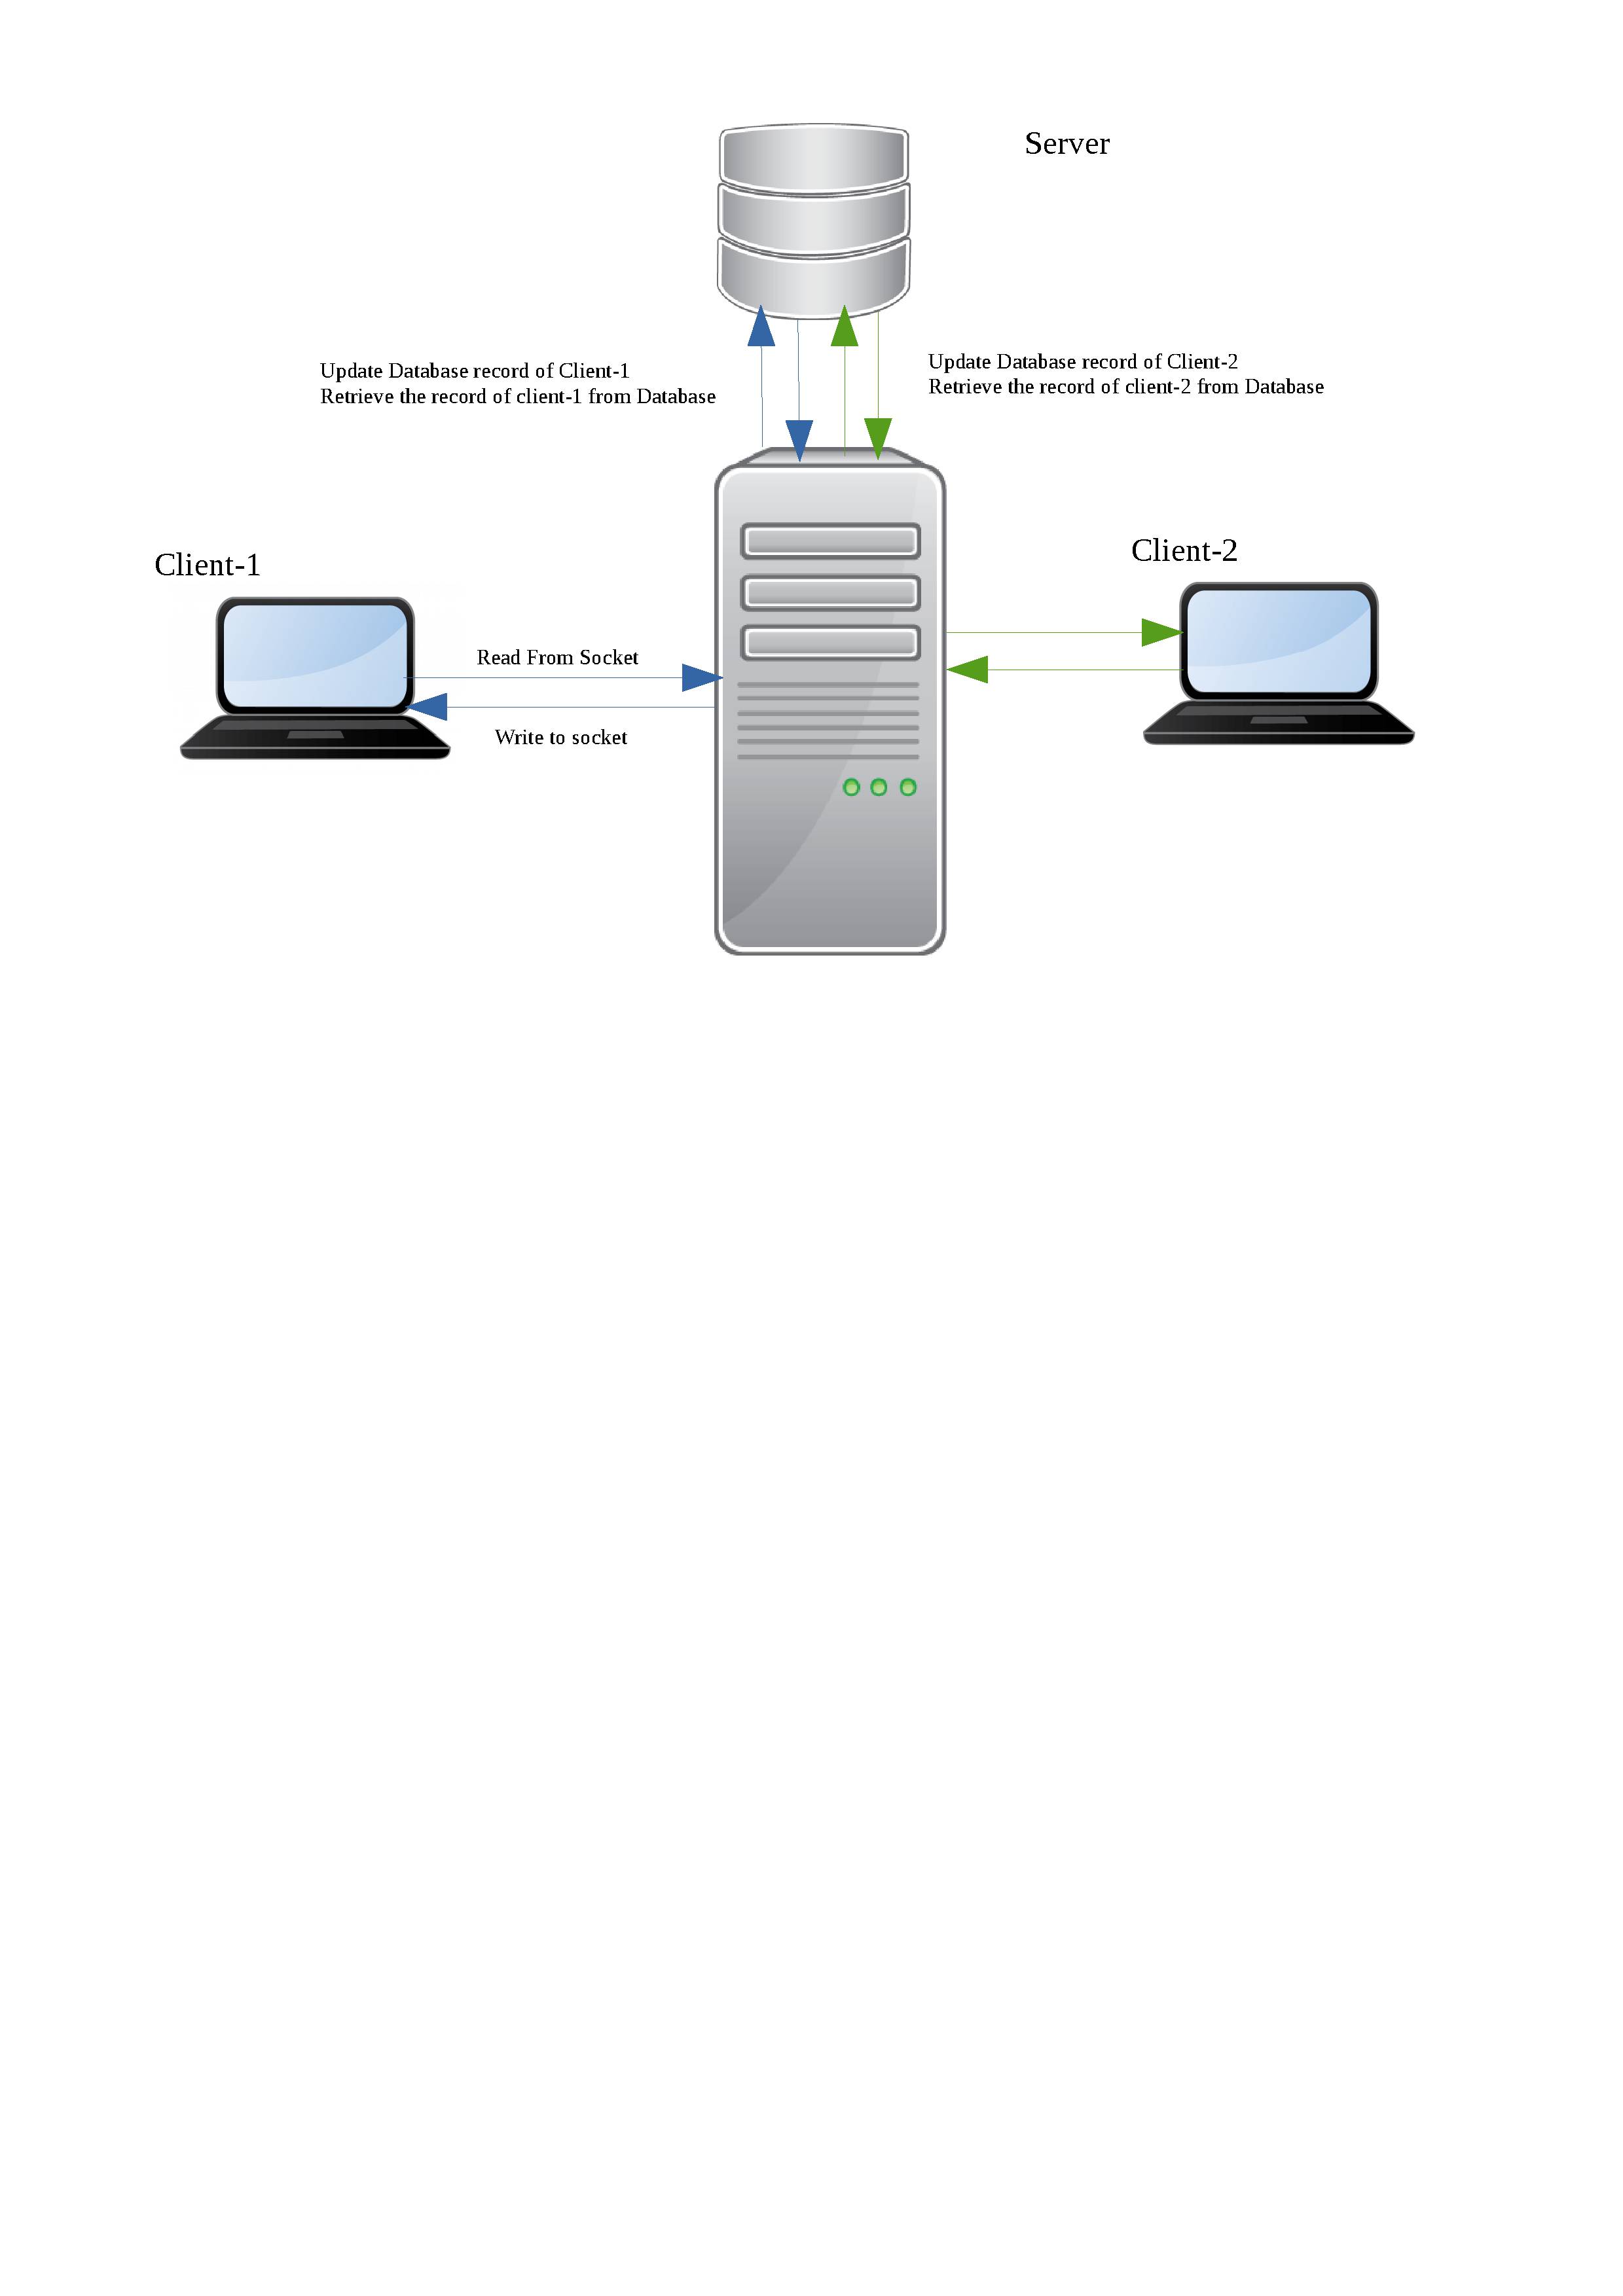 Server
Update Database record of Client-1
Retrieve the record of client-1 from Database
Update Database record of Client-2
Retrieve the record of client-2 from Database
Client-1
Client-2
Read From Socket
Write to socket